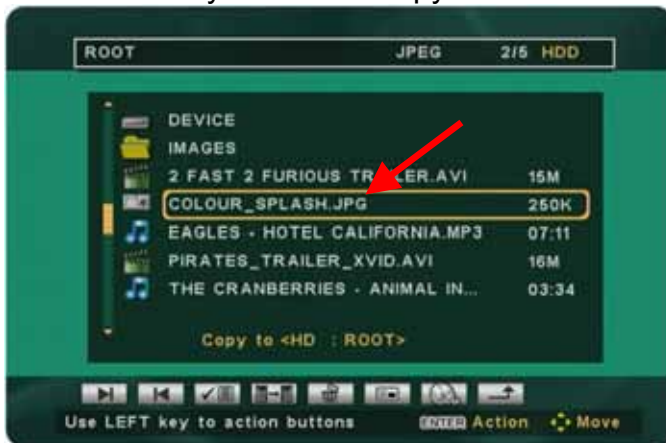 ROOT JPEG 2/5 HDD
DEVICE
IMAGES
2 FAST 2 FURIOUS TR LER.AVI 15M
COLOUR_SPLASH.JPG 250K
EAGLES - HOTEL CALIFORNIA.MP3 07:11
PIRATES_TRAILER_XVID.AVI 16M
THE CRANBERRIES - ANIMAL IN... 03:34
Copy to <HD : ROOT>
Use LEFT key to action buttons ENTER Action Move